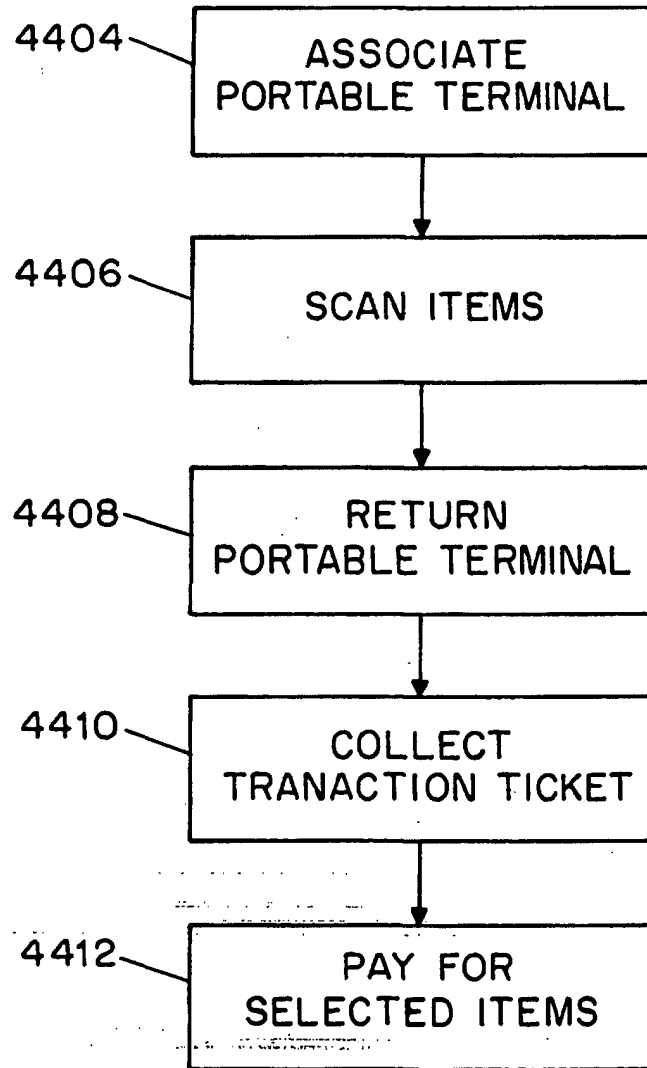 4404
ASSOCIATE
PORTABLE TERMINAL
4406
SCAN ITEMS
4408
RETURN
PORTABLE TERMINAL
4410
COLLECT
TRANACTION TICKET
4412
PAY FOR
SELECTED ITEMS